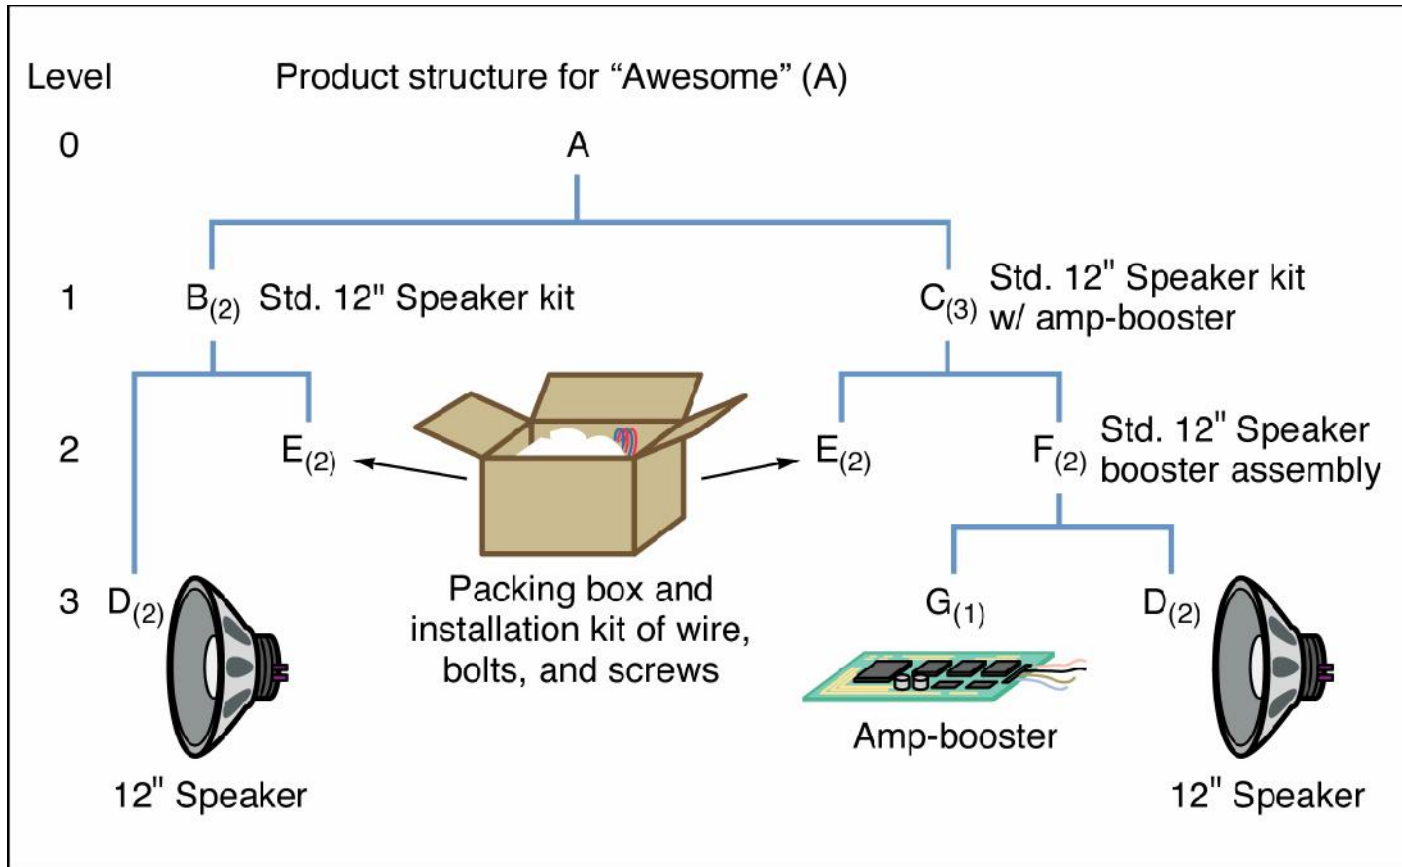 Level Product structure for “Awesome” (A)
0 A
1 B(2) Std. 12" Speaker kit C(3) Std. 12" Speaker kit
w/ amp-booster
2 E(2) E(2) F(2) Std. 12" Speaker
booster assembly
3 D(2) Packing box and
installation kit of wire,
bolts, and screws
G(1) D(2)
Amp-booster
12" Speaker 12" Speaker